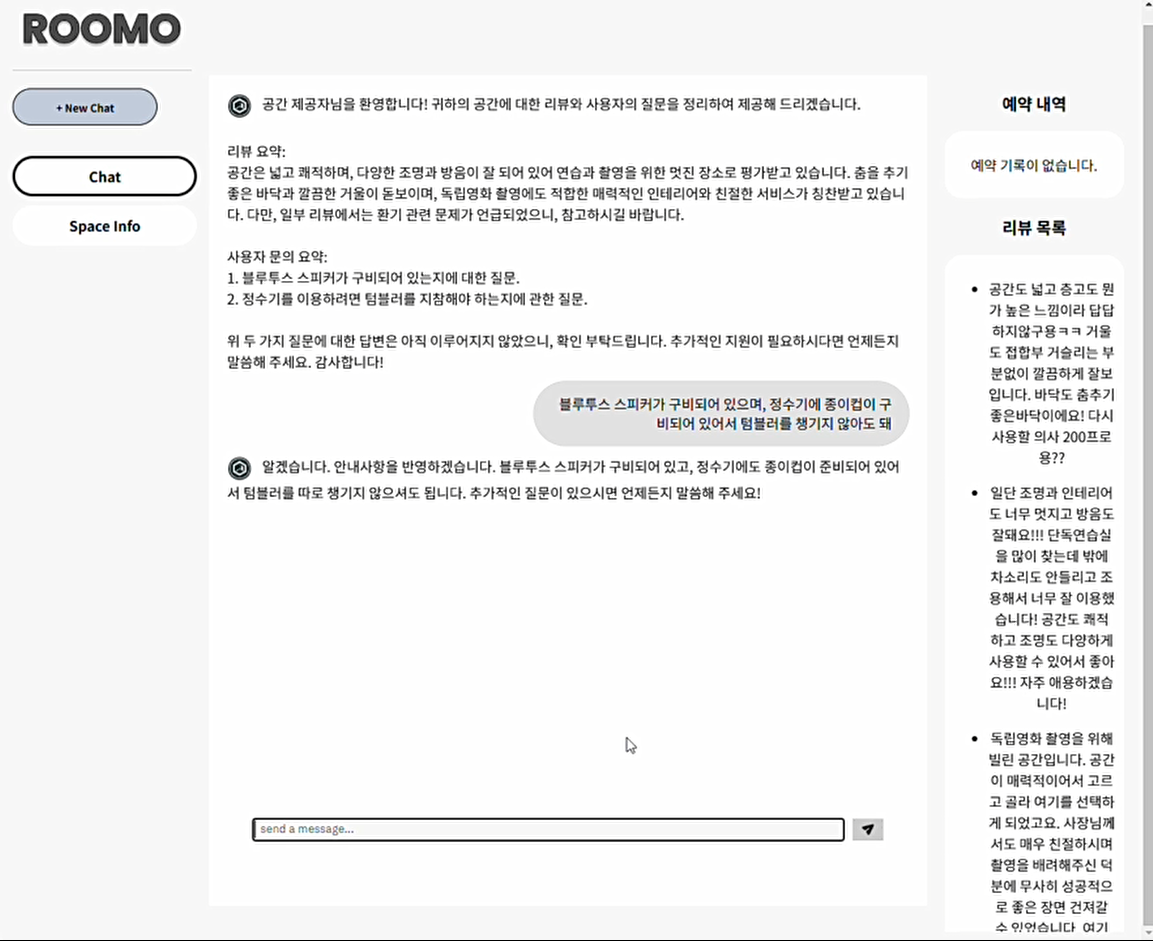 ROOMO
+ New Chat
Chat
Space Info
공간 제공자님을 환영합니다! 귀하의 공간에 대한 리뷰와 사용자의 질문을 정리하여 제공해 드리겠습니다.
리뷰 요약:
공간은 넓고 쾌적하며, 다양한 조명과 방음이 잘 되어 있어 연습과 촬영을 위한 멋진 장소로 평가받고 있습니다. 춤을 추기
좋은 바닥과 깔끔한 거울이 돋보이며, 독립영화 촬영에도 적합한 매력적인 인테리어와 친절한 서비스가 칭찬받고 있습니
다. 다만, 일부 리뷰에서는 환기 관련 문제가 언급되었으니, 참고하시길 바랍니다.
사용자 문의 요약:
1. 블루투스 스피커가 구비되어 있는지에 대한 질문.
2. 정수기를 이용하려면 텀블러를 지참해야 하는지에 관한 질문.
위 두 가지 질문에 대한 답변은 아직 이루어지지 않았으니, 확인 부탁드립니다. 추가적인 지원이 필요하시다면 언제든지
말씀해 주세요. 감사합니다!
블루투스 스피커가 구비되어 있으며, 정수기에 종이컵이 구
비되어 있어서 텀블러를 챙기지 않아도 돼
알겠습니다. 안내사항을 반영하겠습니다. 블루투스 스피커가 구비되어 있고, 정수기에도 종이컵이 준비되어 있어
서 텀블러를 따로 챙기지 않으셔도 됩니다. 추가적인 질문이 있으시면 언제든지 말씀해 주세요!
send a message...
예약 내역
예약 기록이 없습니다.
리뷰 목록
공간도 넓고 층고도 뭔
가 높은 느낌이라 답답
하지않구용ㅋㅋ 거울
도 접합부 거슬리는 부
분없이 깔끔하게 잘보
입니다. 바닥도 춤추기
좋은바닥이에요! 다시
사용할 의사 200프로
용??
일단 조명과 인테리어
도 너무 멋지고 방음도
잘돼요!!! 단독연습실
을 많이 찾는데 밖에
차소리도 안들리고 조
용해서 너무 잘 이용했
습니다! 공간도 쾌적
하고 조명도 다양하게
사용할 수 있어서 좋아
요!!! 자주 애용하겠습
니다!
독립영화 촬영을 위해
빌린 공간입니다. 공간
이 매력적이어서 고르
고 골라 여기를 선택하
게 되었고요. 사장님께
서도 매우 친절하시며
촬영을 배려해주신 덕
분에 무사히 성공적으
로 좋은 장면 건져갈
수 있었습니다. 여기